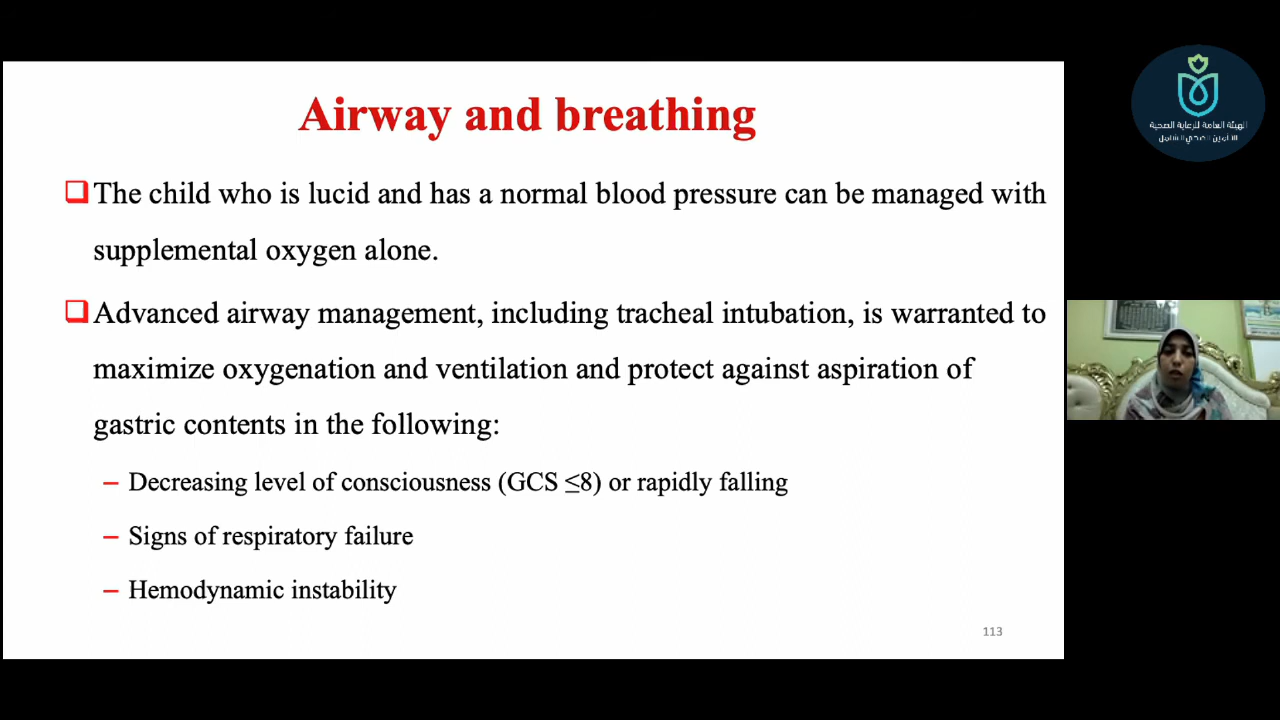 Airway and breathing
The child who is lucid and has a normal blood pressure can be managed with
supplemental oxygen alone.
Advanced airway management, including tracheal intubation, is warranted to
maximize oxygenation and ventilation and protect against aspiration of
gastric contents in the following:
– Decreasing level of consciousness (GCS ≤8) or rapidly falling
– Signs of respiratory failure
– Hemodynamic instability
113
الهيئة العامة للرعاية الصحية
التأمين الصحي الشامل